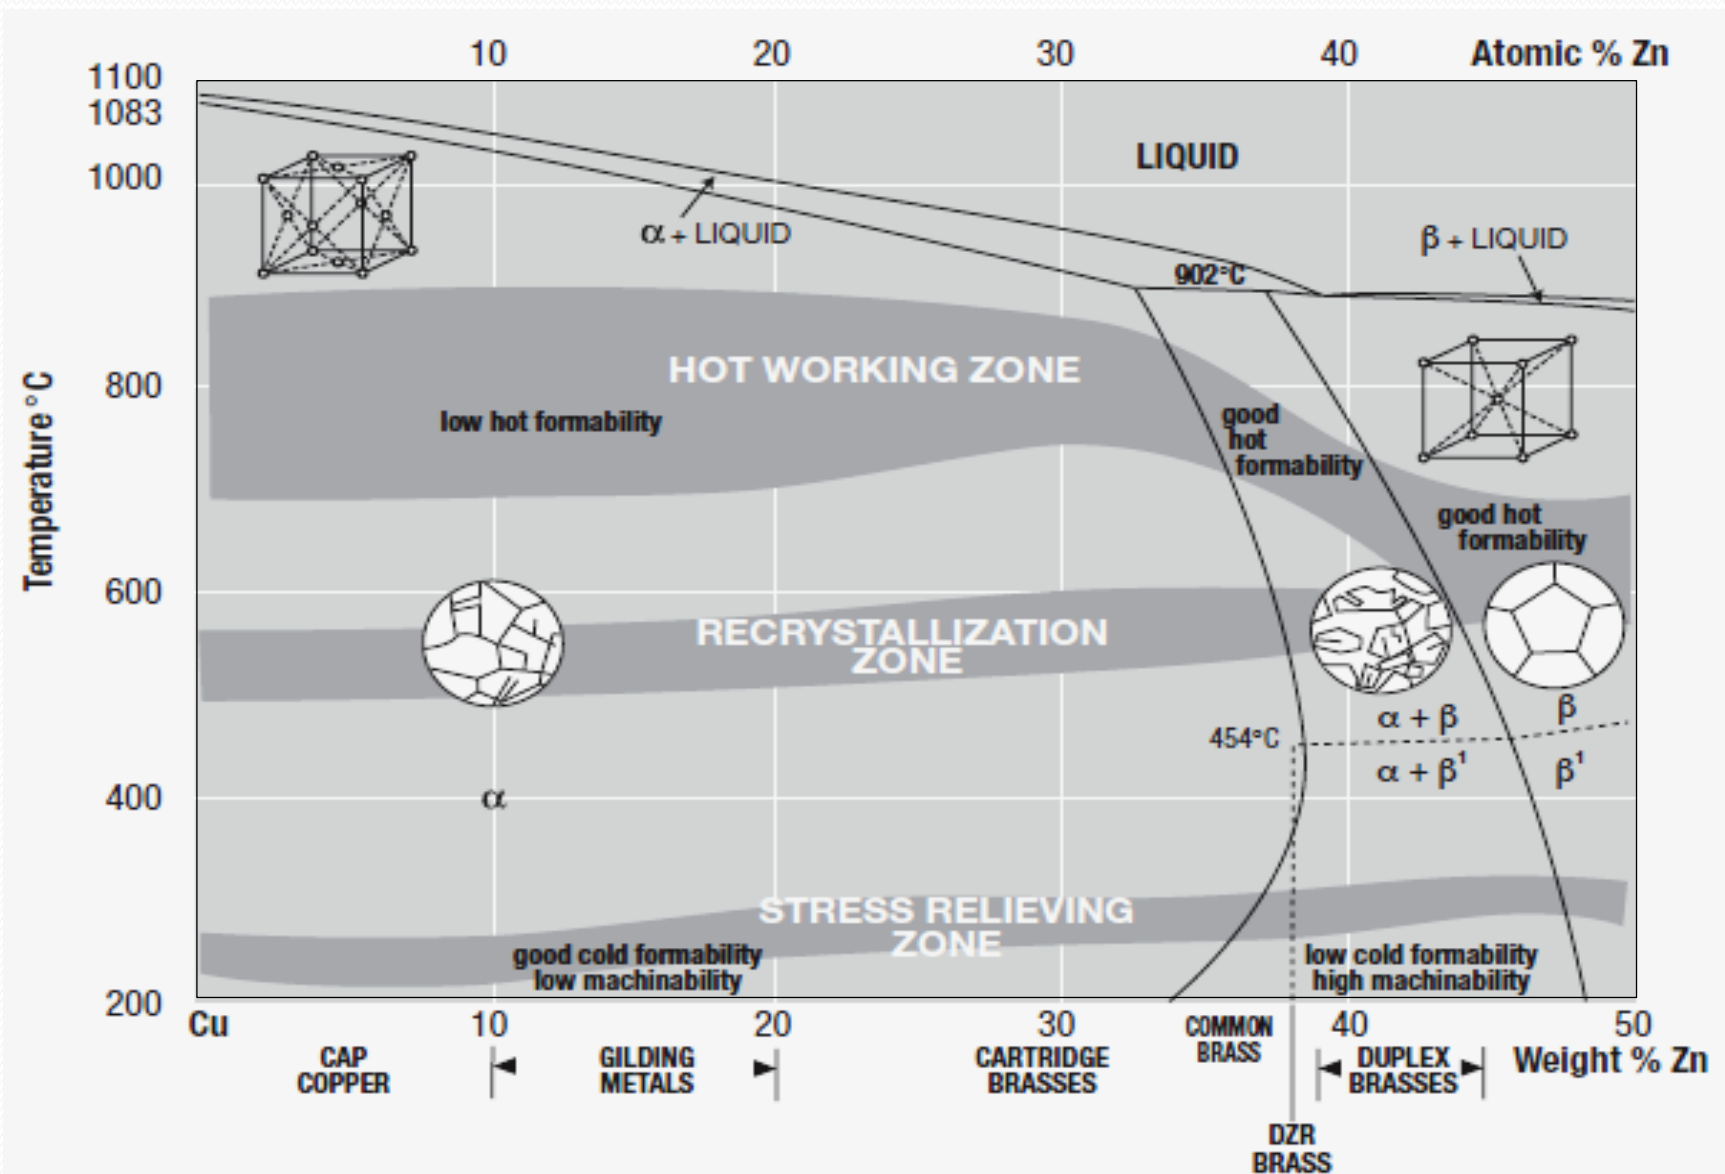 10 20 30 40 Atomic % Zn
1100
1083
1000
800
600
400
200
Temperature °C
LIQUID
α + LIQUID
β + LIQUID
902°C
HOT WORKING ZONE
low hot formability
good
hot
formability
good hot
formability
RECRYSTALLIZATION
ZONE
α + β
β
454°C
α + β¹
β¹
α
STRESS RELIEVING
ZONE
good cold formability
low machinability
low cold formability
high machinability
Cu 10 20 30 40 50
Weight % Zn
CAP
COPPER
GILDING
METALS
CARTRIDGE
BRASSES
COMMON
BRASS
DUPLEX
BRASSES
DZR
BRASS